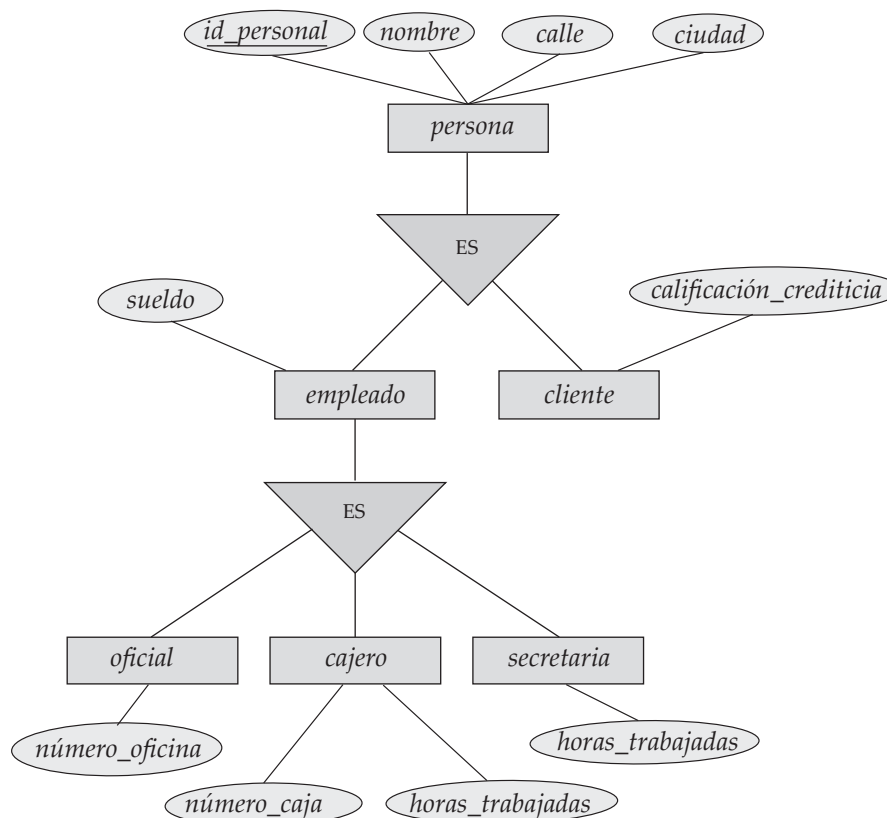 id_personal
nombre
calle
ciudad
persona
ES
sueldo
calificación_crediticia
empleado
cliente
ES
oficial
cajero
secretaria
número_oficina
horas_trabajadas
número_caja
horas_trabajadas